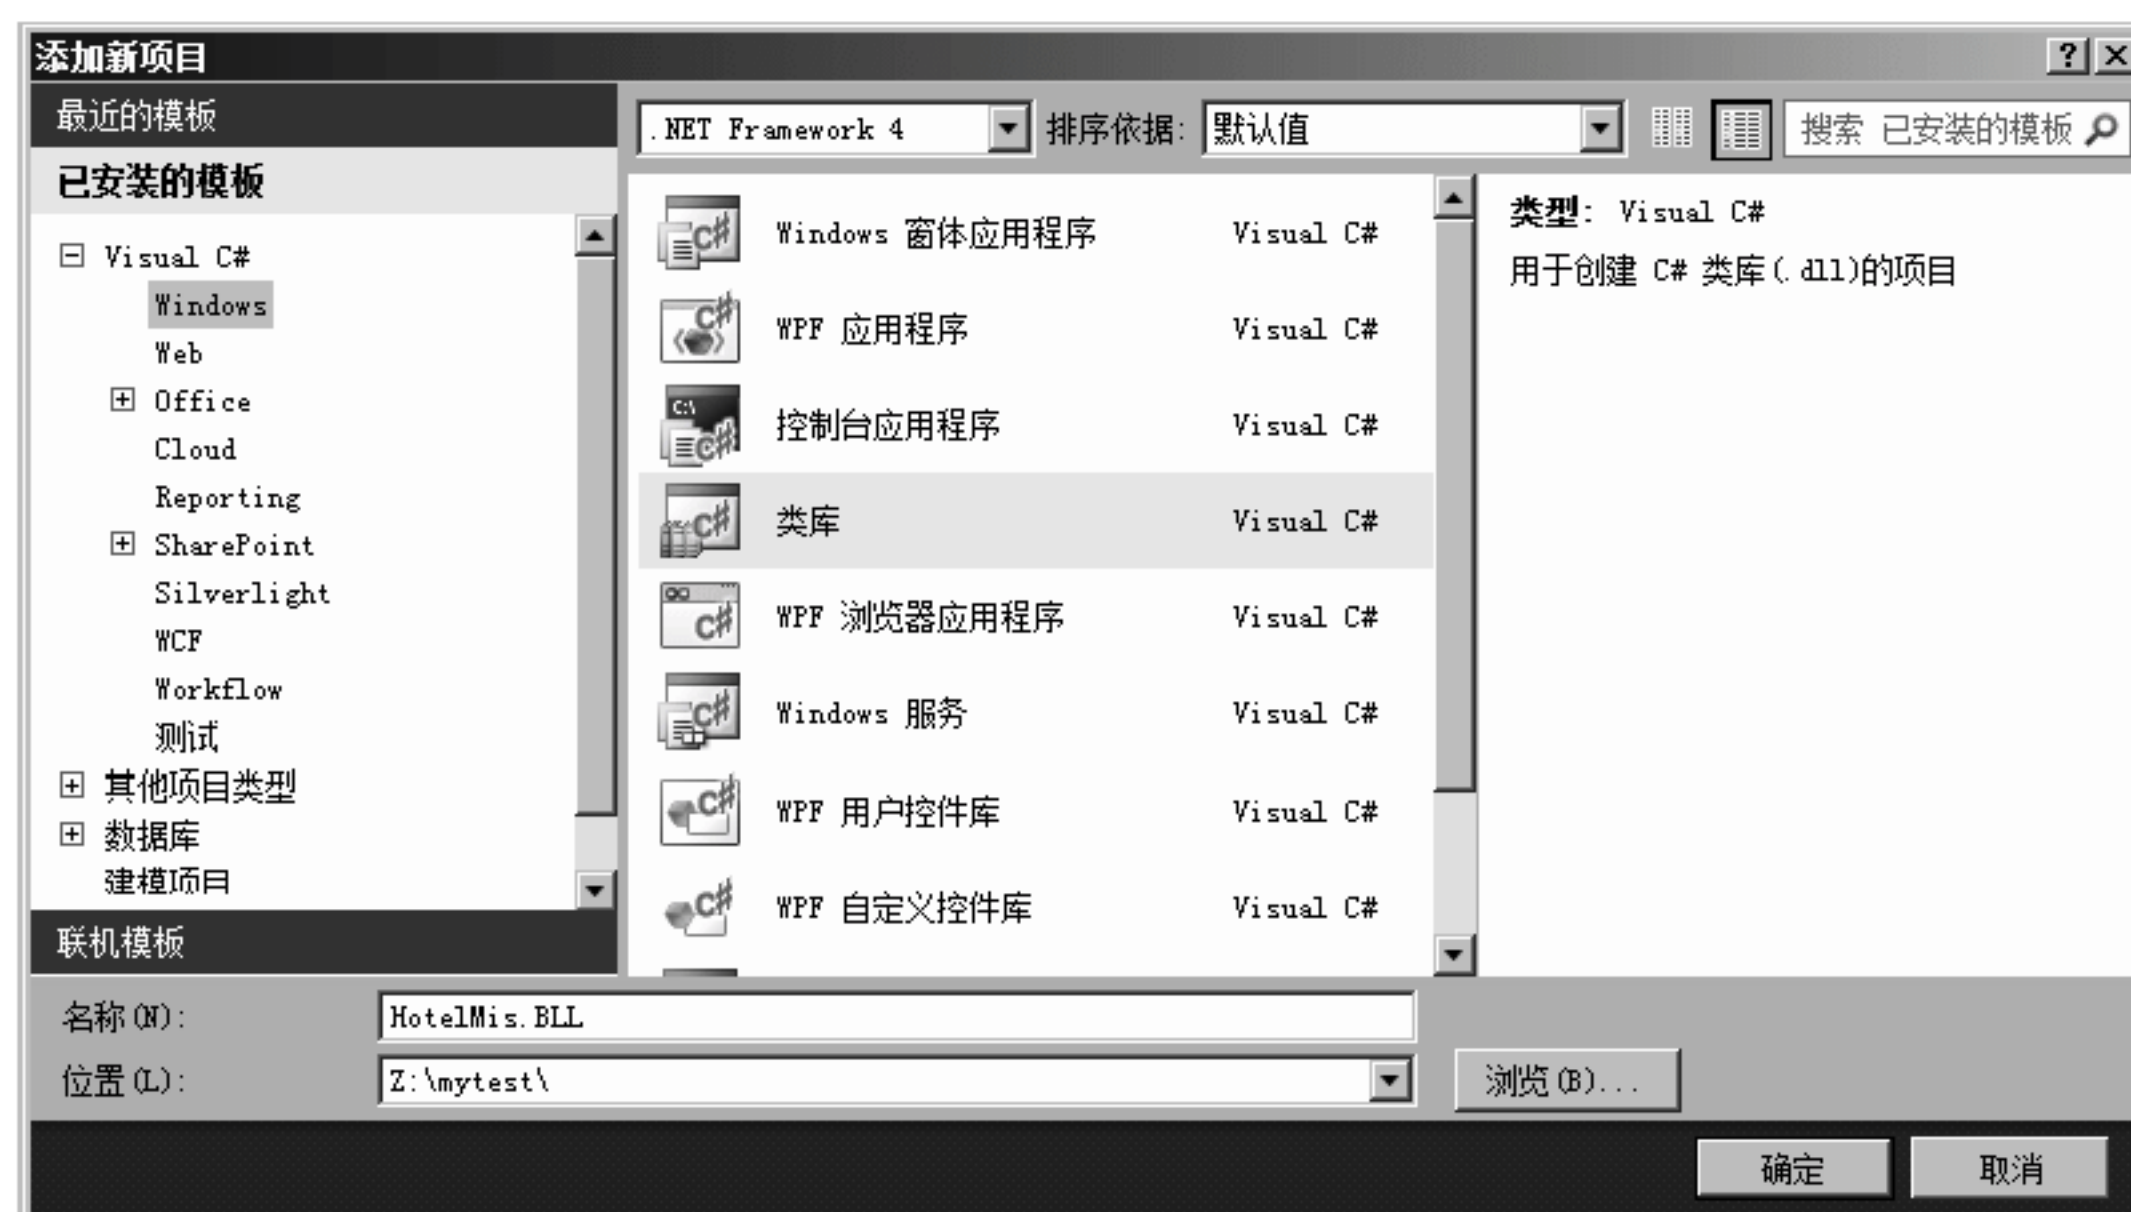 添加新项目
最近的模板
已安装的模板
Visual C#
Windows
Web
Office
Cloud
Reporting
SharePoint
Silverlight
WCF
Workflow
测试
其他项目类型
数据库
建模项目
联机模板
.NET Framework 4 排序依据: 默认值 搜索 已安装的模板
Windows 窗体应用程序 Visual C#
WPF 应用程序 Visual C#
控制台应用程序 Visual C#
类库 Visual C#
WPF 浏览器应用程序 Visual C#
Windows 服务 Visual C#
WPF 用户控件库 Visual C#
WPF 自定义控件库 Visual C#
类型: Visual C#
用于创建 C# 类库(.dll)的项目
名称(N): HotelMis.BLL
位置(L): Z:\mytest\ 浏览(B)...
确定 取消